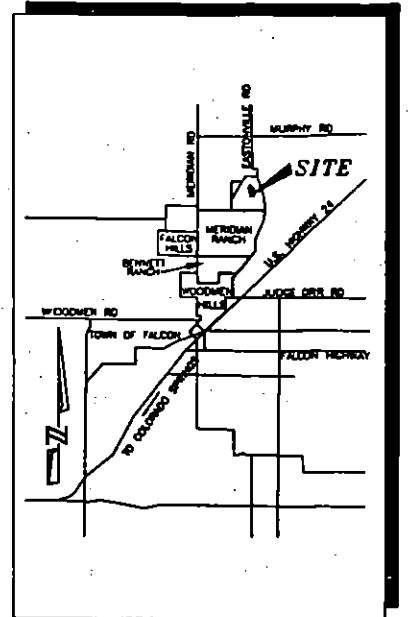 MERIDIAN RD
EASTONVILLE RD
MURPHY RD
SITE
U.S. HIGHWAY 24
MERIDIAN
RANCH
FALCON
HILLS
BENNETT
RANCH
WOODMEN
HILLS
JUDGE ORR RD
WOODMEN RD
TOWN OF FALCON
FALCON HIGHWAY
TO COLORADO SPRINGS
N